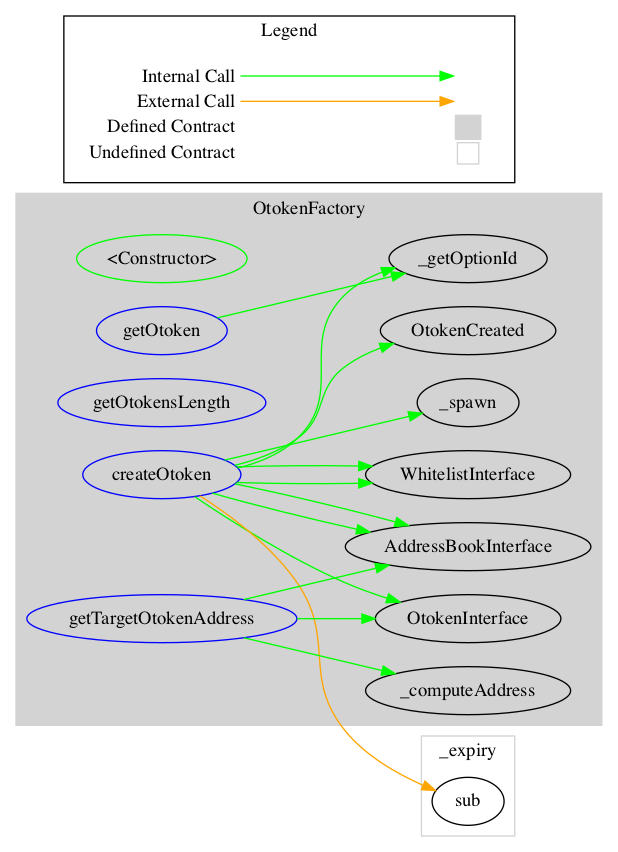 Legend
Internal Call
External Call
Defined Contract
Undefined Contract
OtokenFactory
<Constructor>
_getOptionId
getOtoken
OtokenCreated
getOtokensLength
_spawn
createOtoken
WhitelistInterface
AddressBookInterface
getTargetOtokenAddress
OtokenInterface
_computeAddress
_expiry
sub